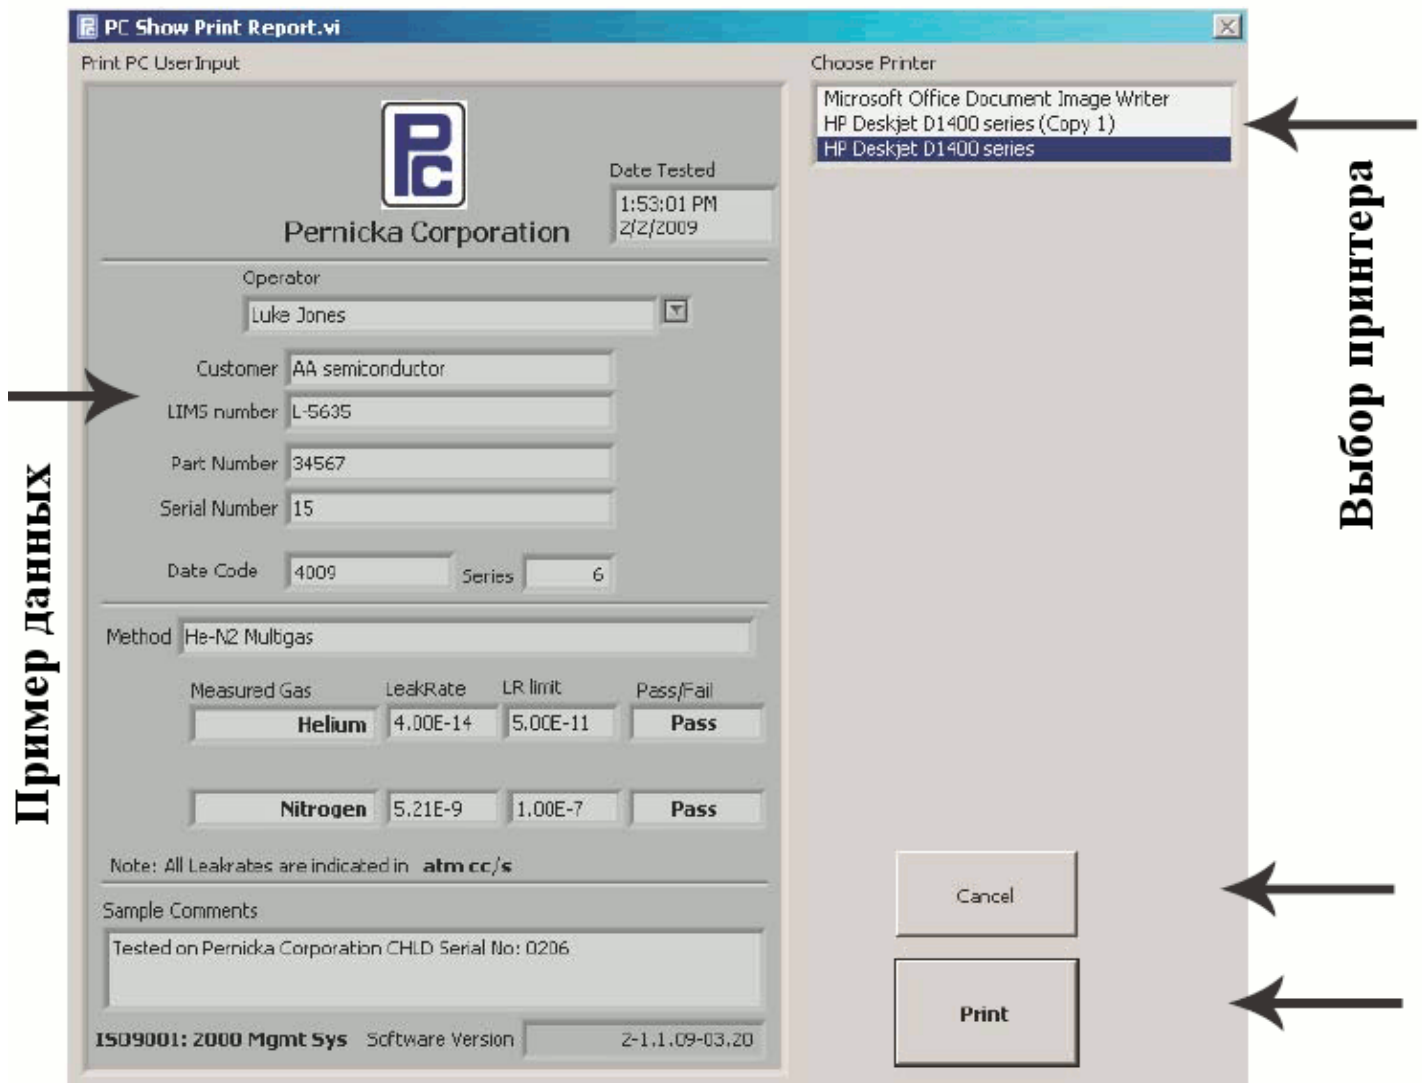 PC Show Print Report.vi
Print PC UserInput
Choose Printer
Microsoft Office Document Image Writer
HP Deskjet D1400 series (Copy 1)
HP Deskjet D1400 series
PC
Pernicka Corporation
Date Tested
1:53:01 PM
2/2/2009
Operator
Luke Jones
Customer AA semiconductor
LIMS number L-5635
Part Number 34567
Serial Number 15
Date Code 4009 Series 6
Method He-N2 Multigas
Measured Gas LeakRate LR limit Pass/Fail
Helium 4.00E-14 5.00E-11 Pass
Nitrogen 5.21E-9 1.00E-7 Pass
Note: All Leakrates are indicated in atm cc/s
Sample Comments
Tested on Pernicka Corporation CHLD Serial No: 0206
ISO9001: 2000 Mgmt Sys Software Version 2-1.1.09-03.20
Cancel
Print
Пример данных
Выбор принтера